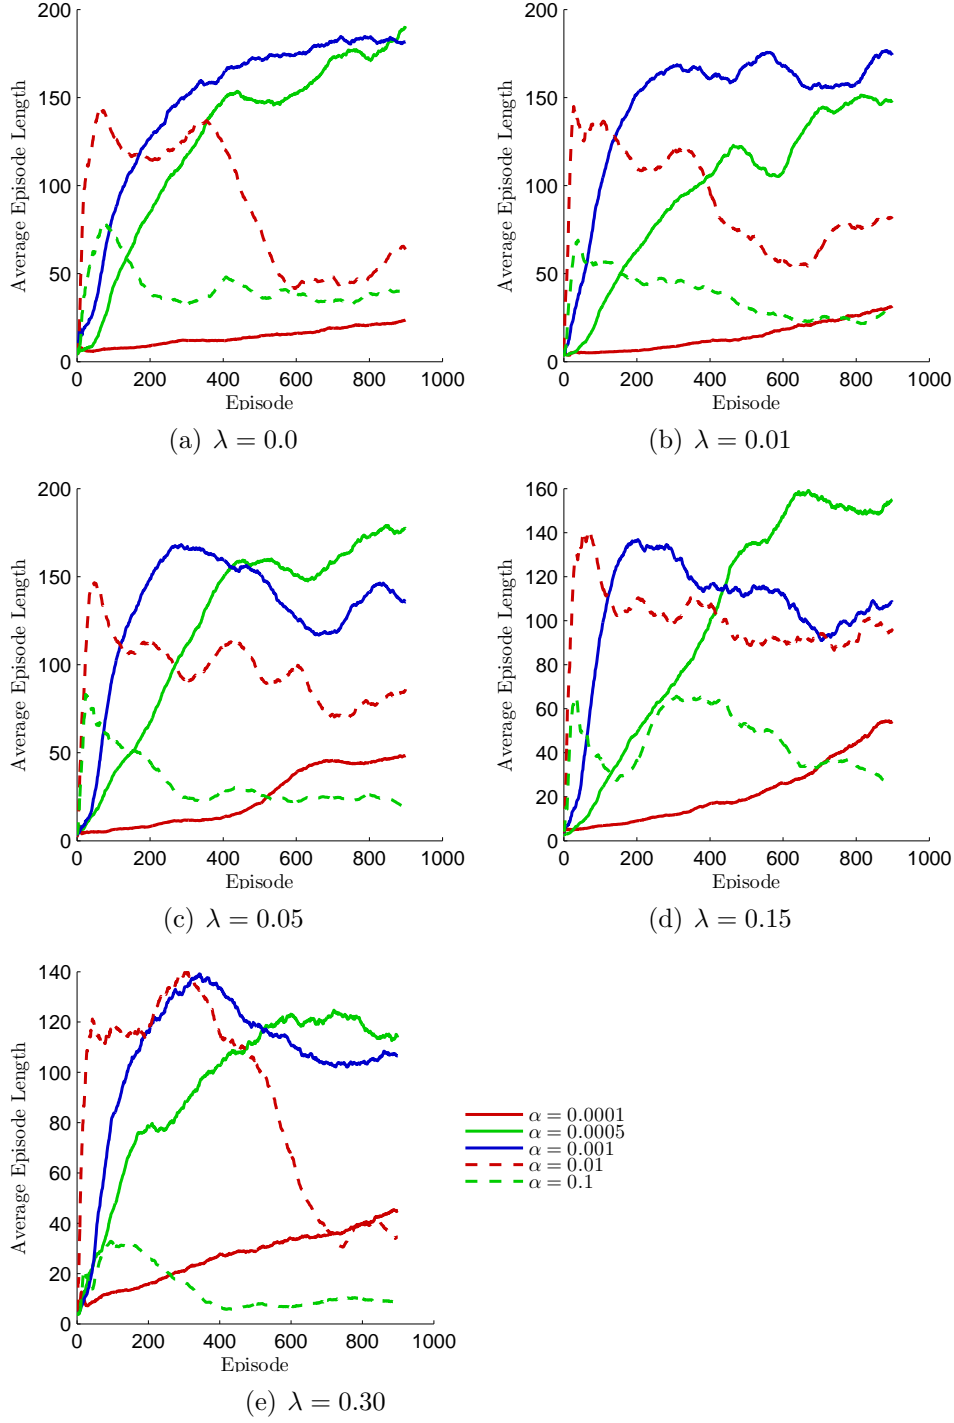 200
150
100
50
0
Average Episode Length
0 200 400 600 800 1000
Episode
(a) λ = 0.0
200
150
100
50
0
Average Episode Length
0 200 400 600 800 1000
Episode
(b) λ = 0.01
200
150
100
50
0
Average Episode Length
0 200 400 600 800 1000
Episode
(c) λ = 0.05
160
140
120
100
80
60
40
20
0
Average Episode Length
0 200 400 600 800 1000
Episode
(d) λ = 0.15
140
120
100
80
60
40
20
0
Average Episode Length
0 200 400 600 800 1000
Episode
(e) λ = 0.30
α = 0.0001
α = 0.0005
α = 0.001
α = 0.01
α = 0.1